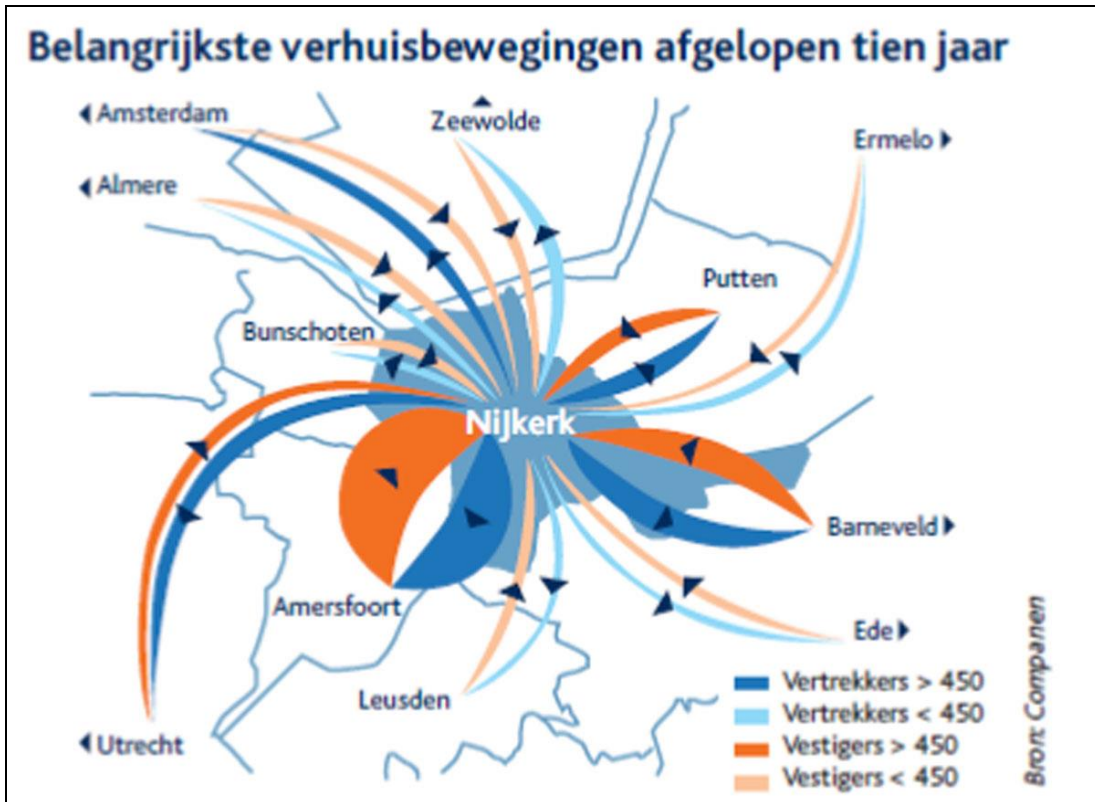 Belangrijkste verhuisbewegingen afgelopen tien jaar
Amsterdam
Zeewolde
Ermelo
Almere
Putten
Bunschoten
Nijkerk
Barneveld
Amersfoort
Ede
Leusden
Utrecht
Vertrekkers > 450
Vertrekkers < 450
Vestigers > 450
Vestigers < 450
Bron: Companen